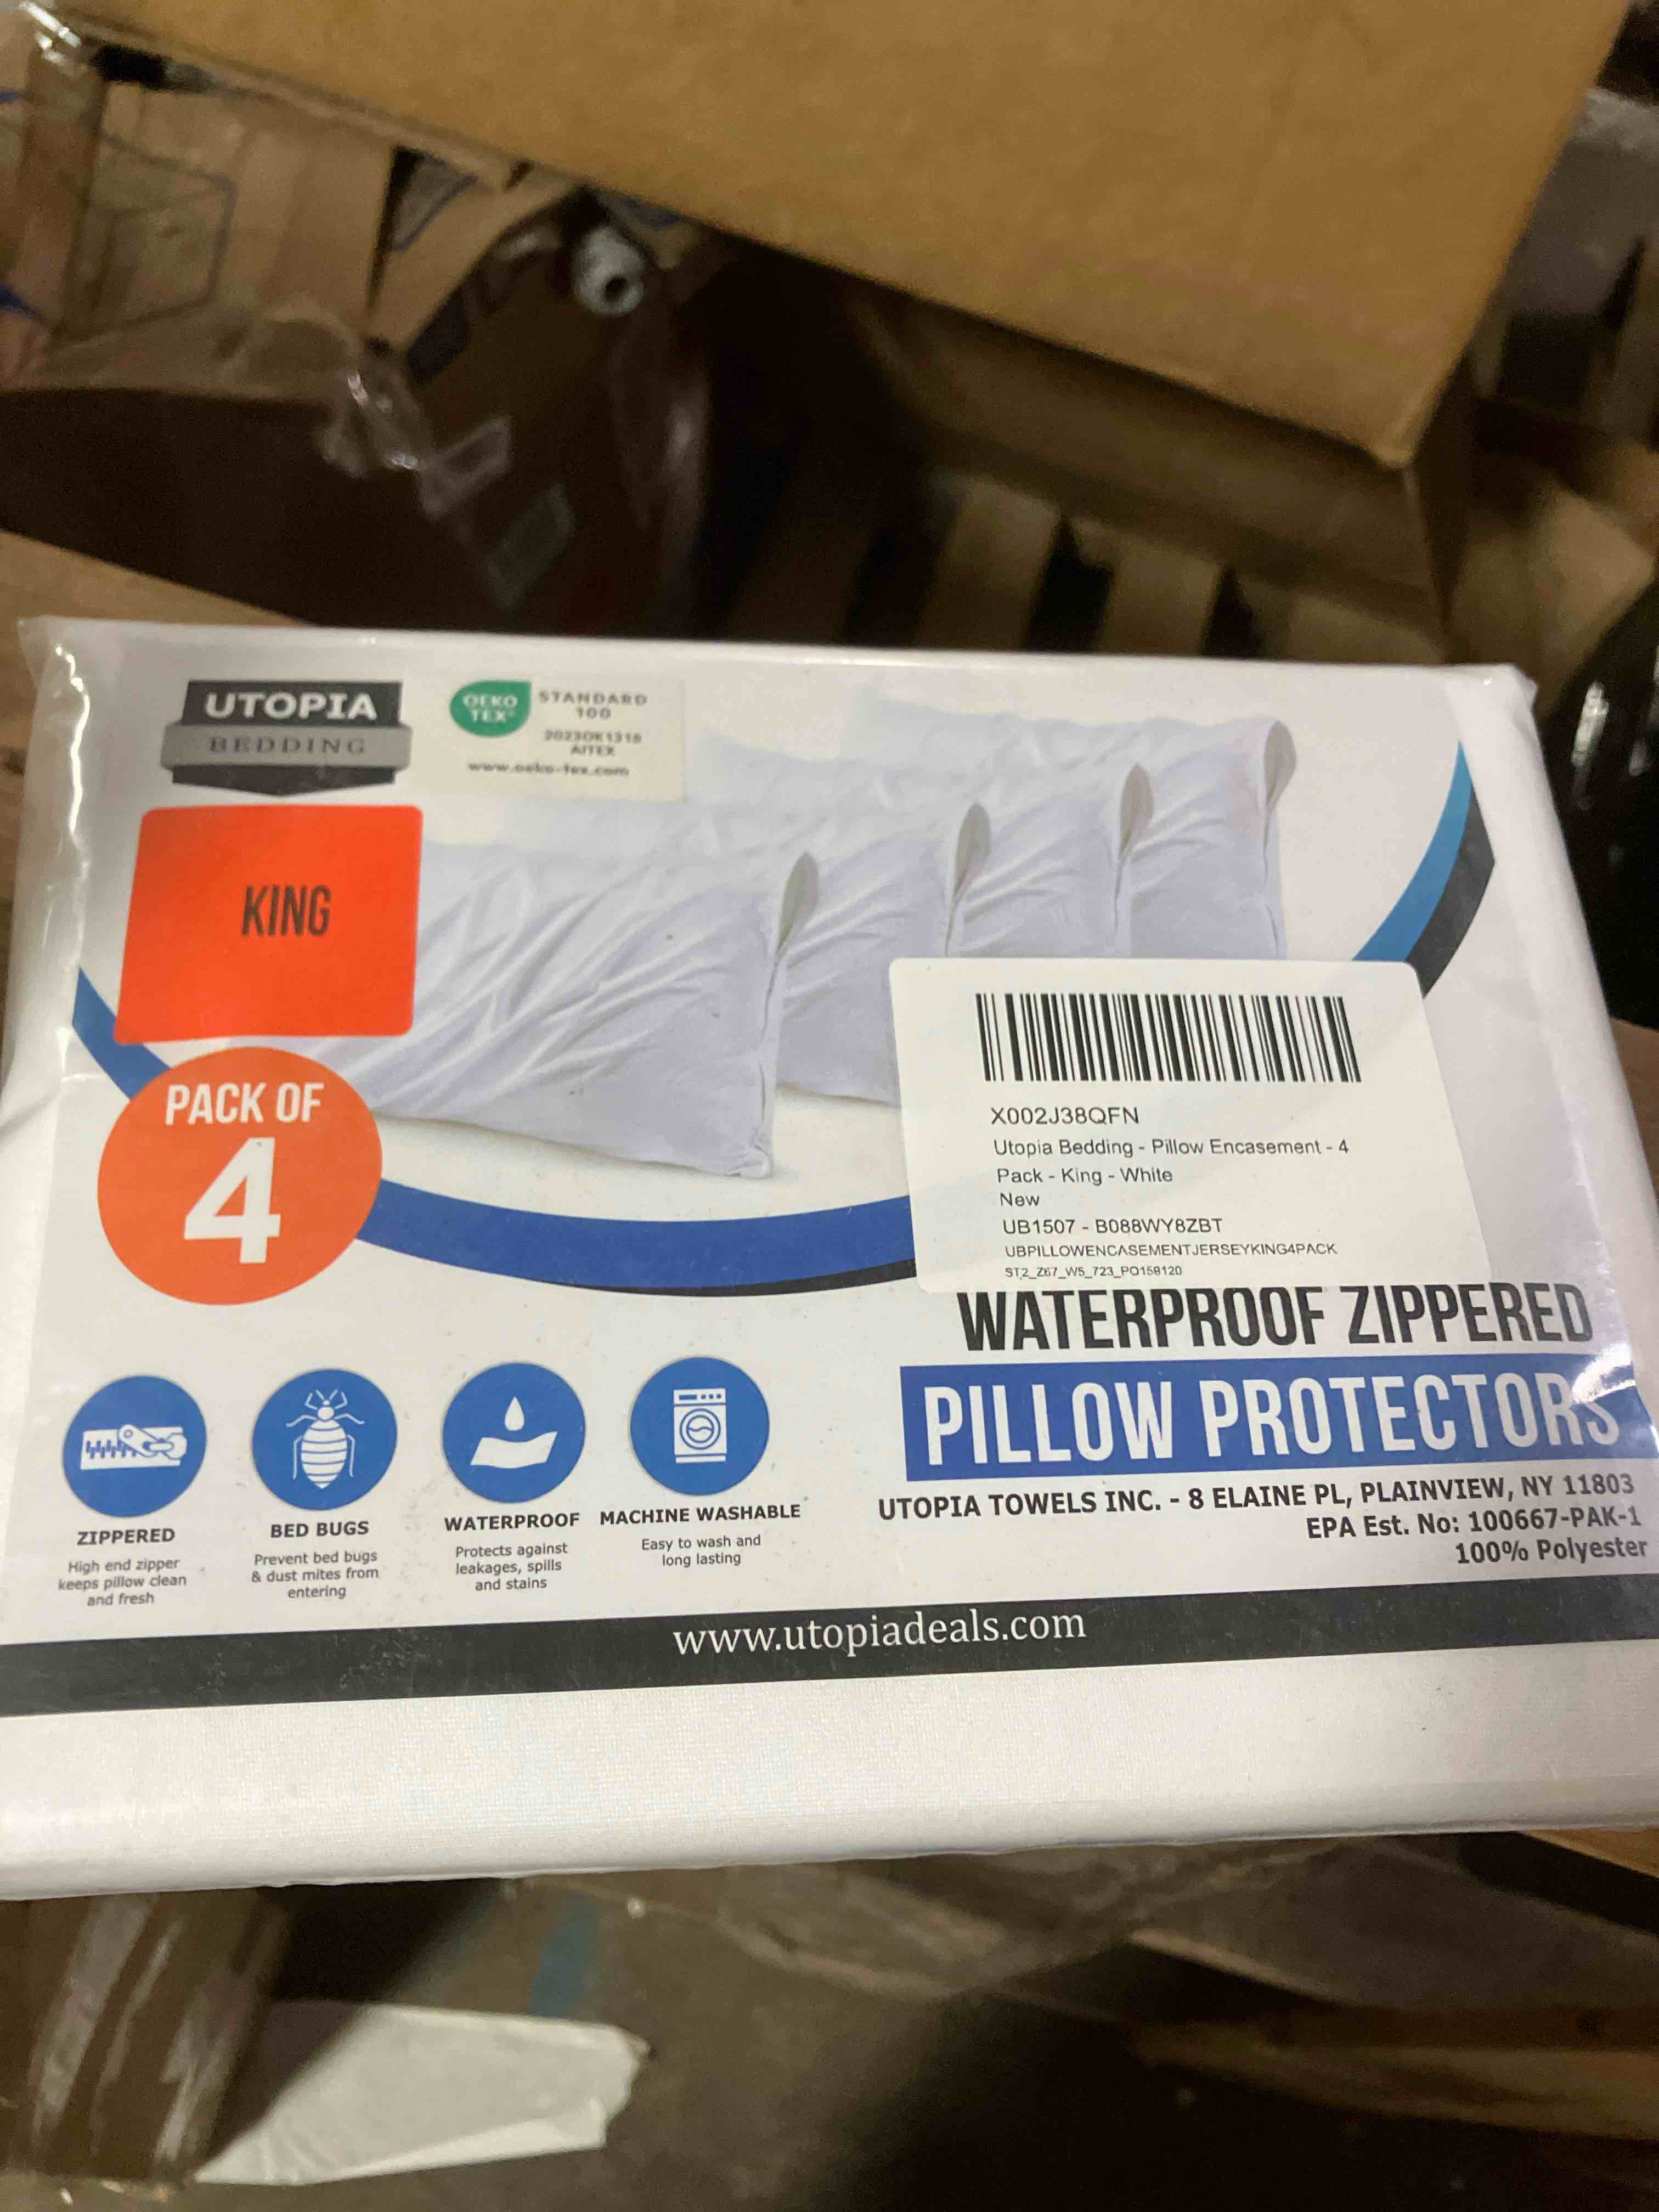 UTOPIA
BEDDING
OEKO
TEX®
STANDARD
100
2023OK1316
AITEX
www.oeko-tex.com
KING
PACK OF
4
X002J38QFN
Utopia Bedding - Pillow Encasement - 4
Pack - King - White
New
UB1507 - B088WY8ZBT
UBPILLOWENCASEMENTJERSEYKING4PACK
ST2_Z67_W5_723_PO158120
WATERPROOF ZIPPERED
PILLOW PROTECTORS
UTOPIA TOWELS INC. - 8 ELAINE PL, PLAINVIEW, NY 11803
EPA Est. No: 100667-PAK-1
100% Polyester
ZIPPERED
High end zipper
keeps pillow clean
and fresh
BED BUGS
Prevent bed bugs
& dust mites from
entering
WATERPROOF
Protects against
leakages, spills
and stains
MACHINE WASHABLE
Easy to wash and
long lasting
www.utopiadeals.com